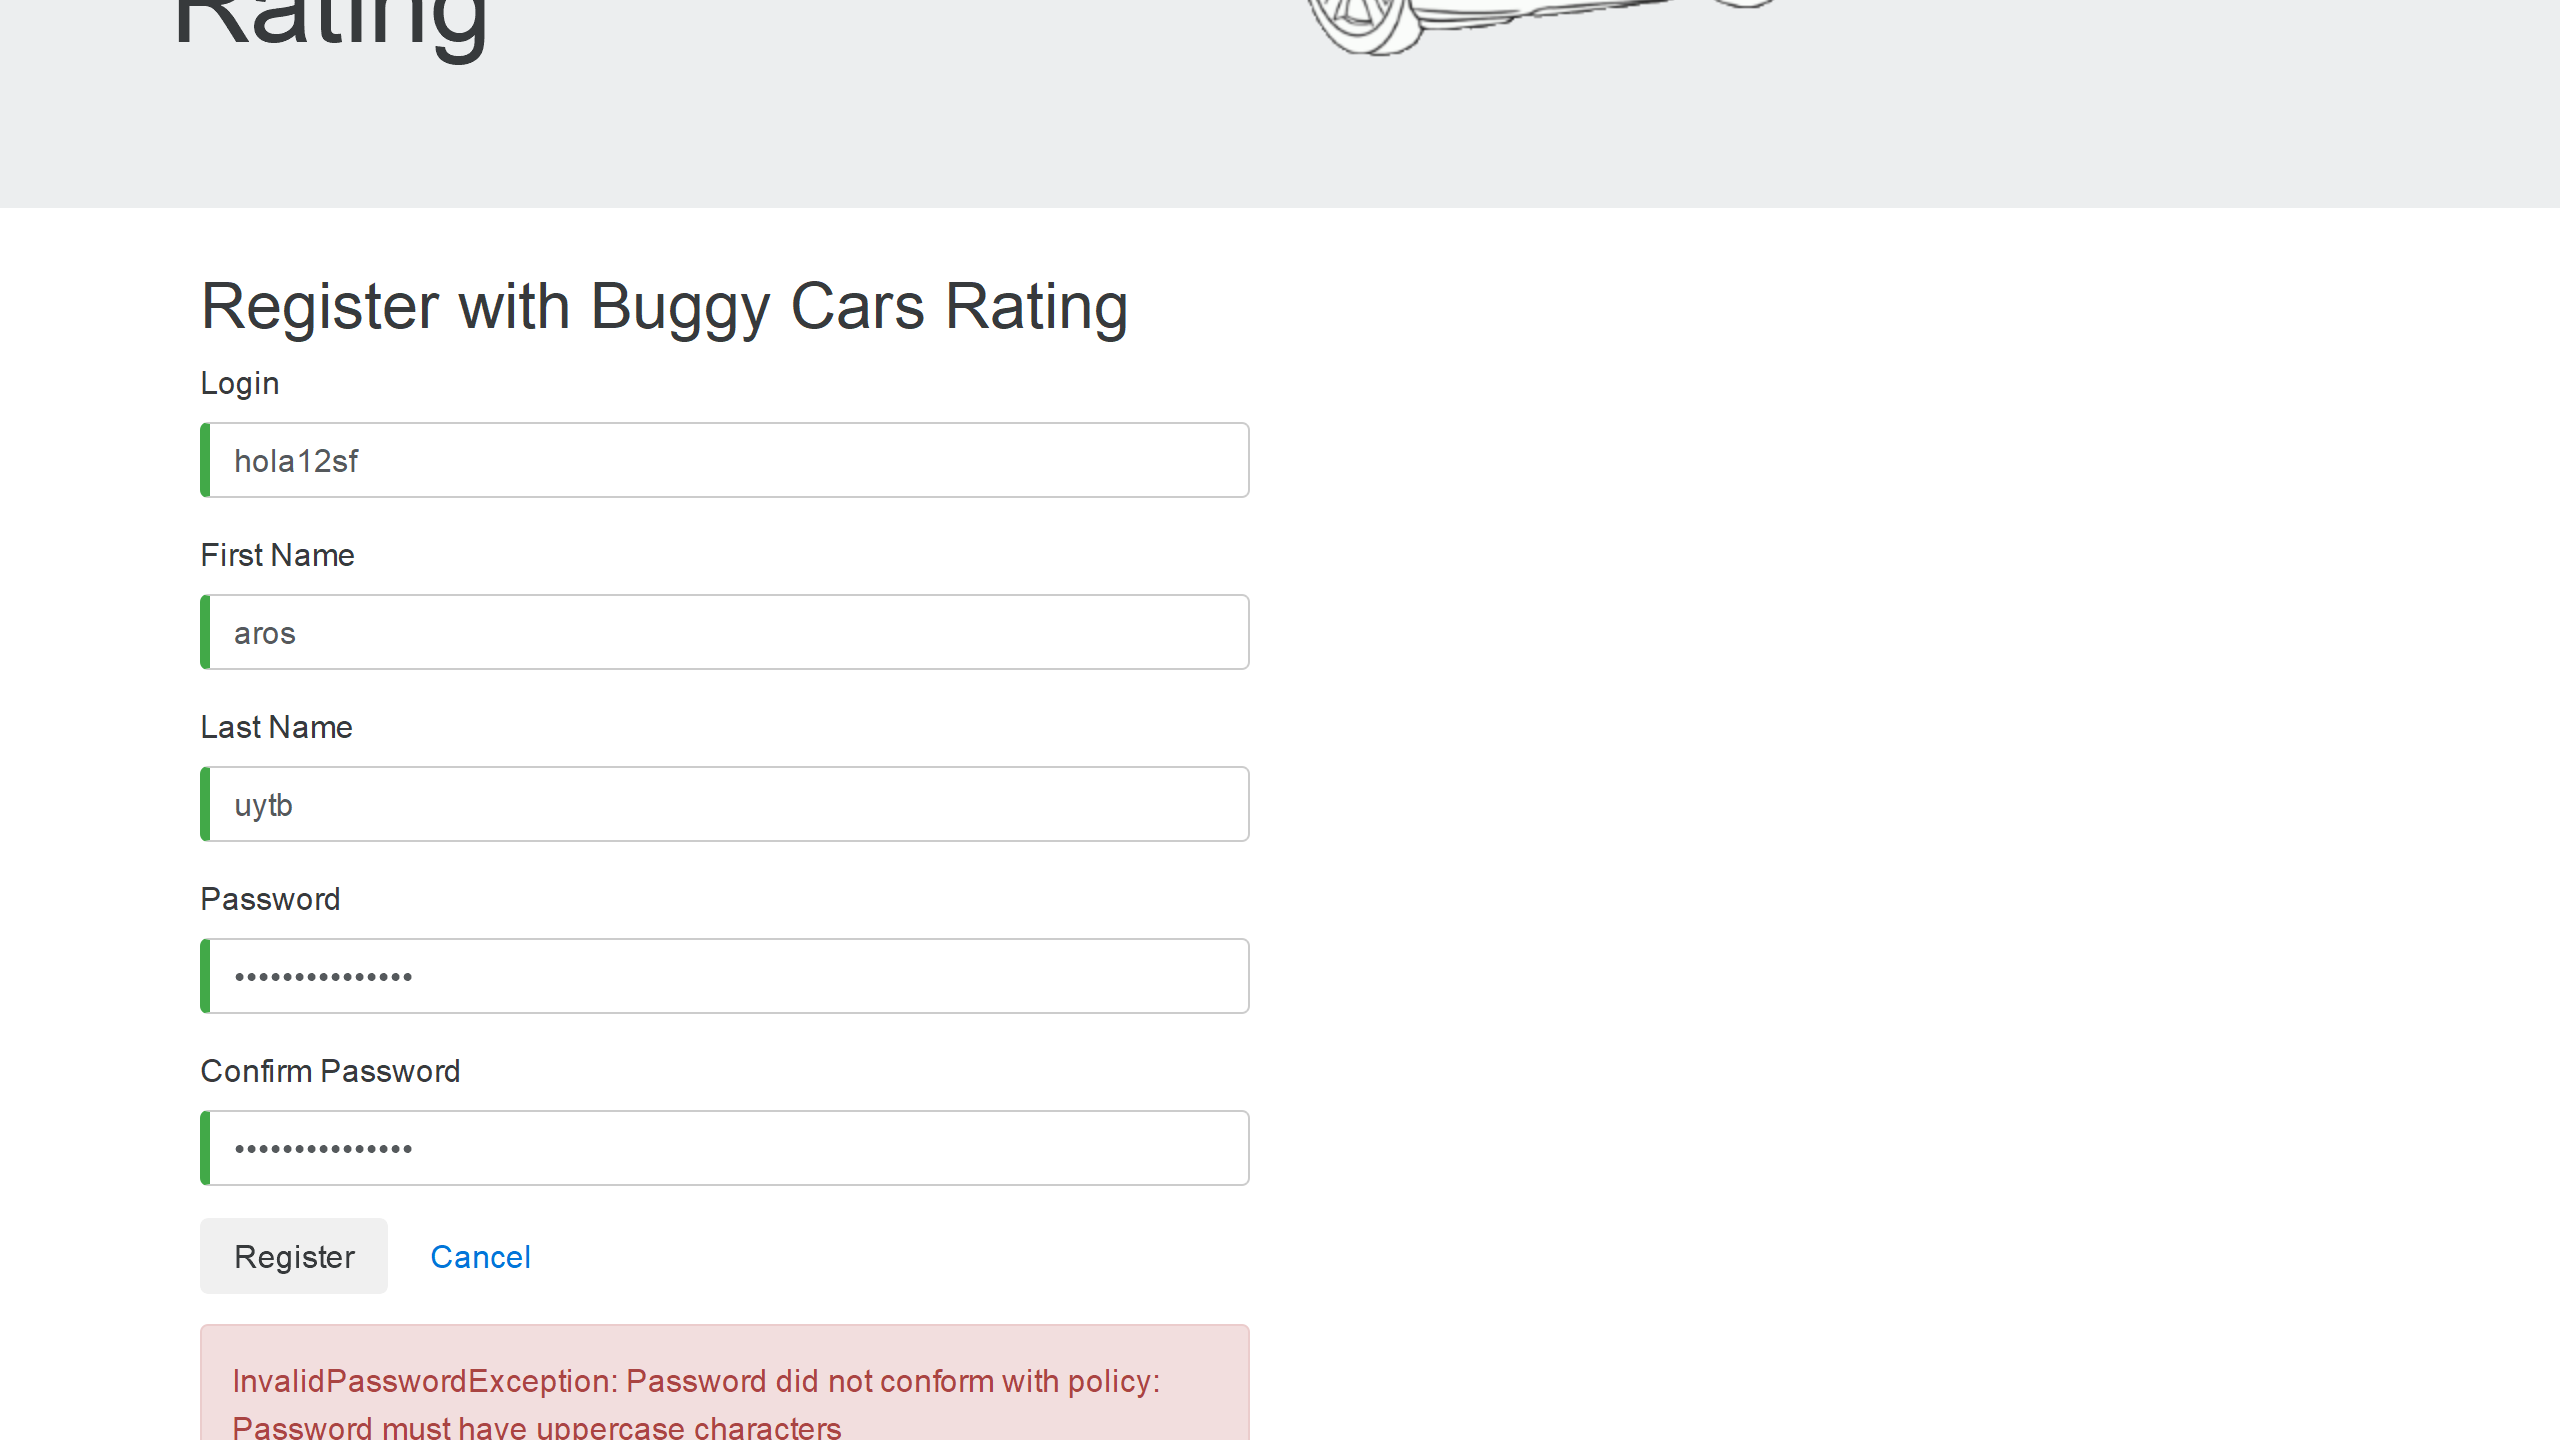 Rating
Register with Buggy Cars Rating
Login
hola12sf
First Name
aros
Last Name
uytb
Password
•••••••••••••••
Confirm Password
•••••••••••••••
Register Cancel
InvalidPasswordException: Password did not conform with policy:
Password must have uppercase characters